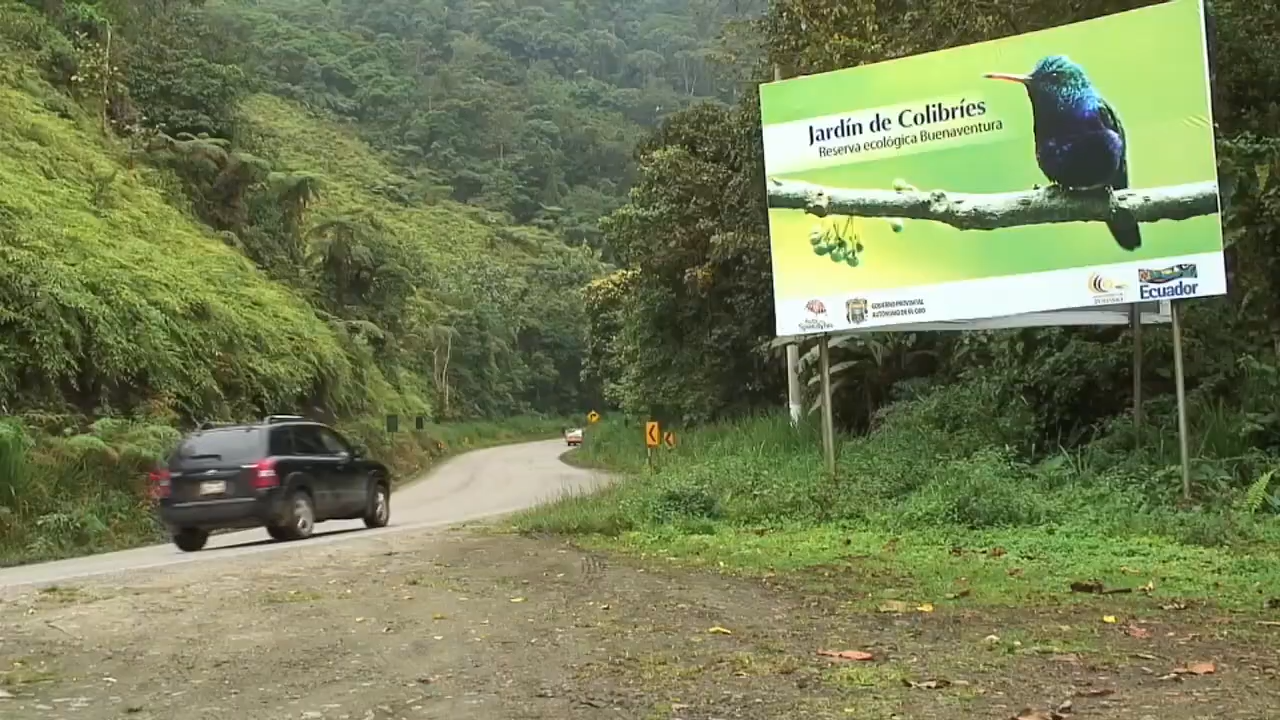 Jardín de Colibríes
Reserva ecológica Buenaventura
GOBIERNO PROVINCIAL
AUTÓNOMO DE EL ORO
Ecuador